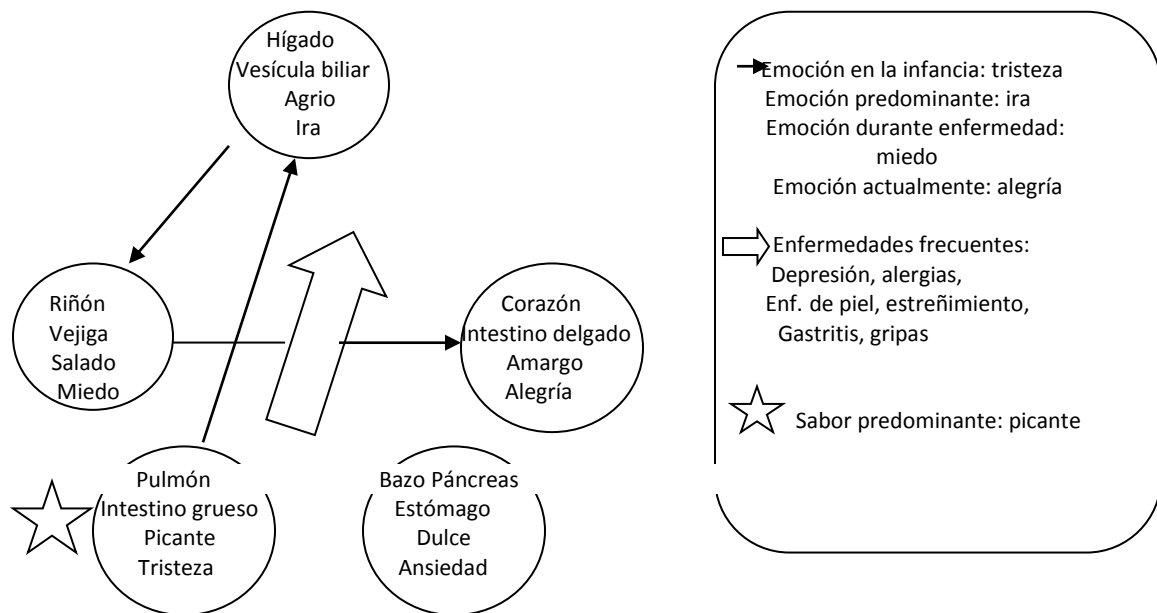 Hígado
Vesícula biliar
Agrio
Ira
Riñón
Vejiga
Salado
Miedo
Corazón
Intestino delgado
Amargo
Alegría
Pulmón
Intestino grueso
Picante
Tristeza
Bazo Páncreas
Estómago
Dulce
Ansiedad
Emoción en la infancia: tristeza
Emoción predominante: ira
Emoción durante enfermedad:
miedo
Emoción actualmente: alegría
Enfermedades frecuentes:
Depresión, alergias,
Enf. de piel, estreñimiento,
Gastritis, gripas
Sabor predominante: picante